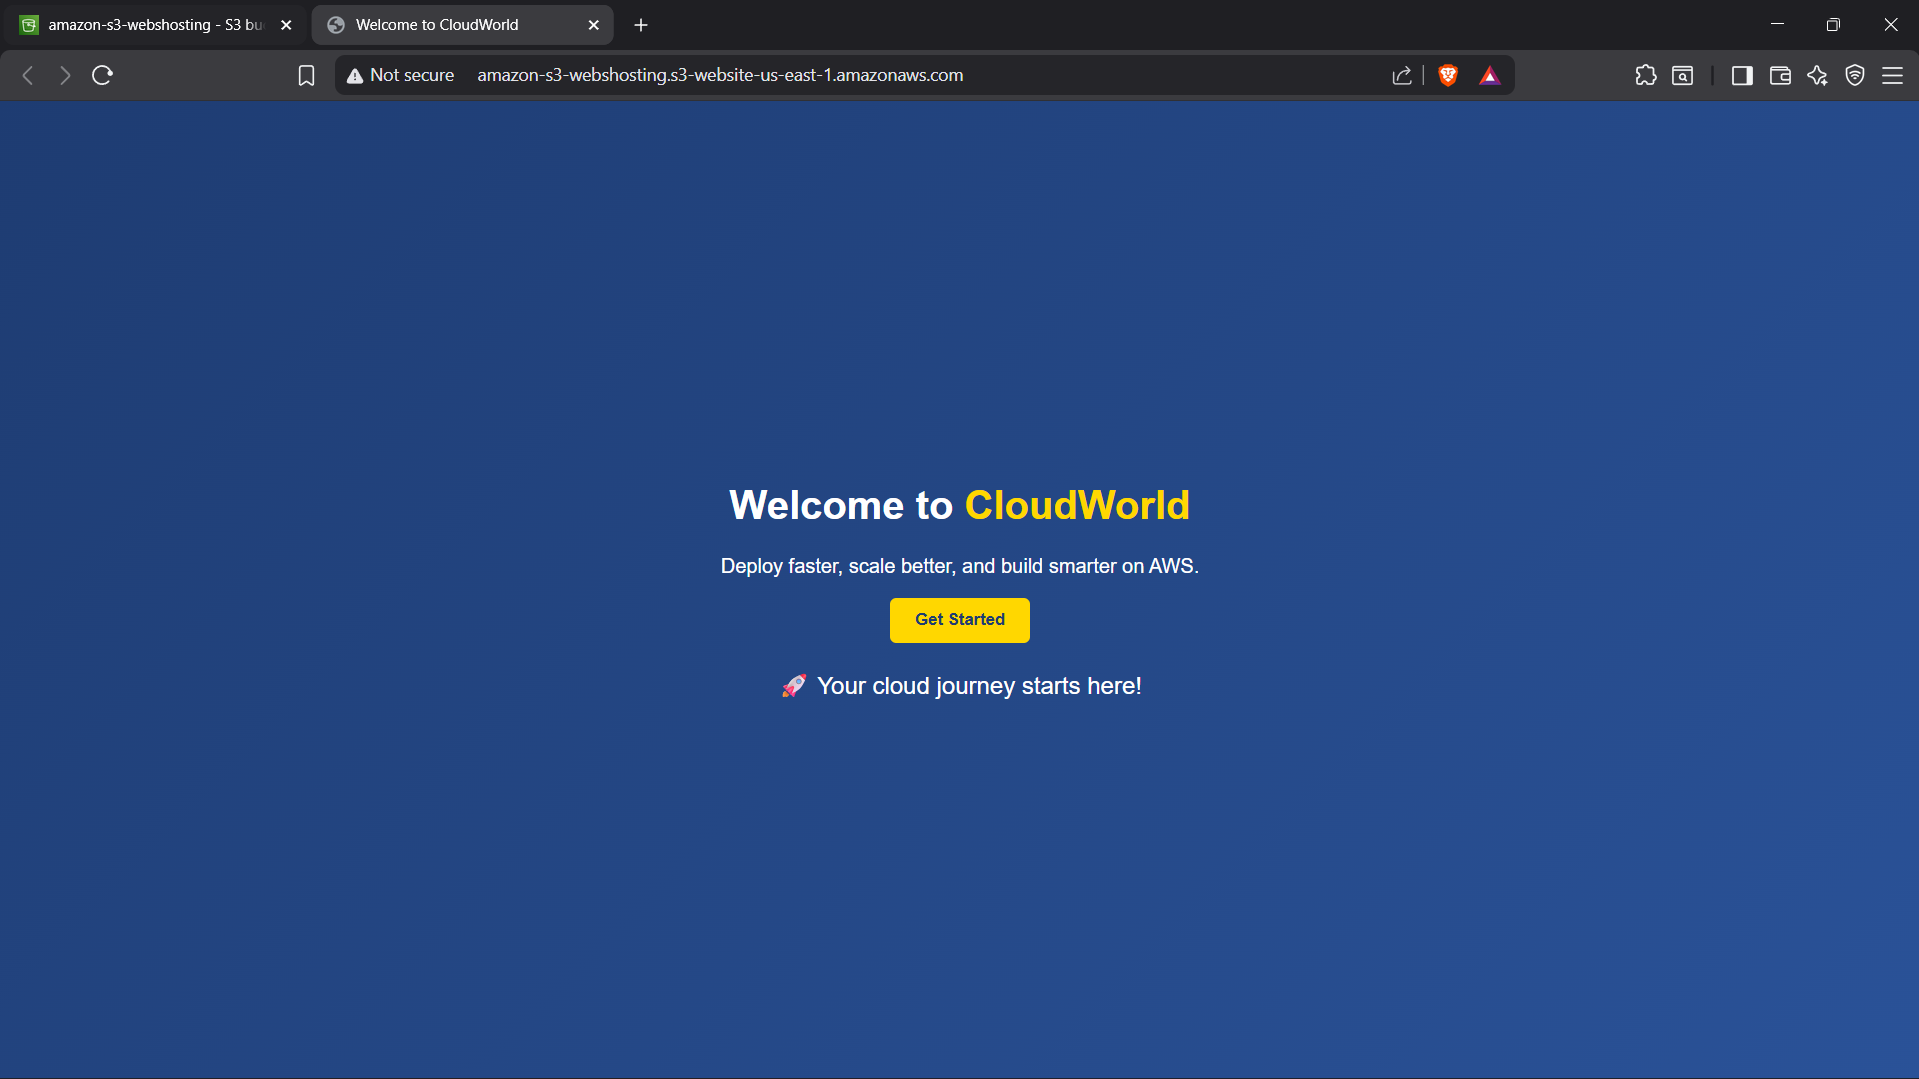 amazon-s3-webshosting - S3 bu
Welcome to CloudWorld
Not secure
amazon-s3-webshosting.s3-website-us-east-1.amazonaws.com
Welcome to CloudWorld
Deploy faster, scale better, and build smarter on AWS.
Get Started
🚀 Your cloud journey starts here!